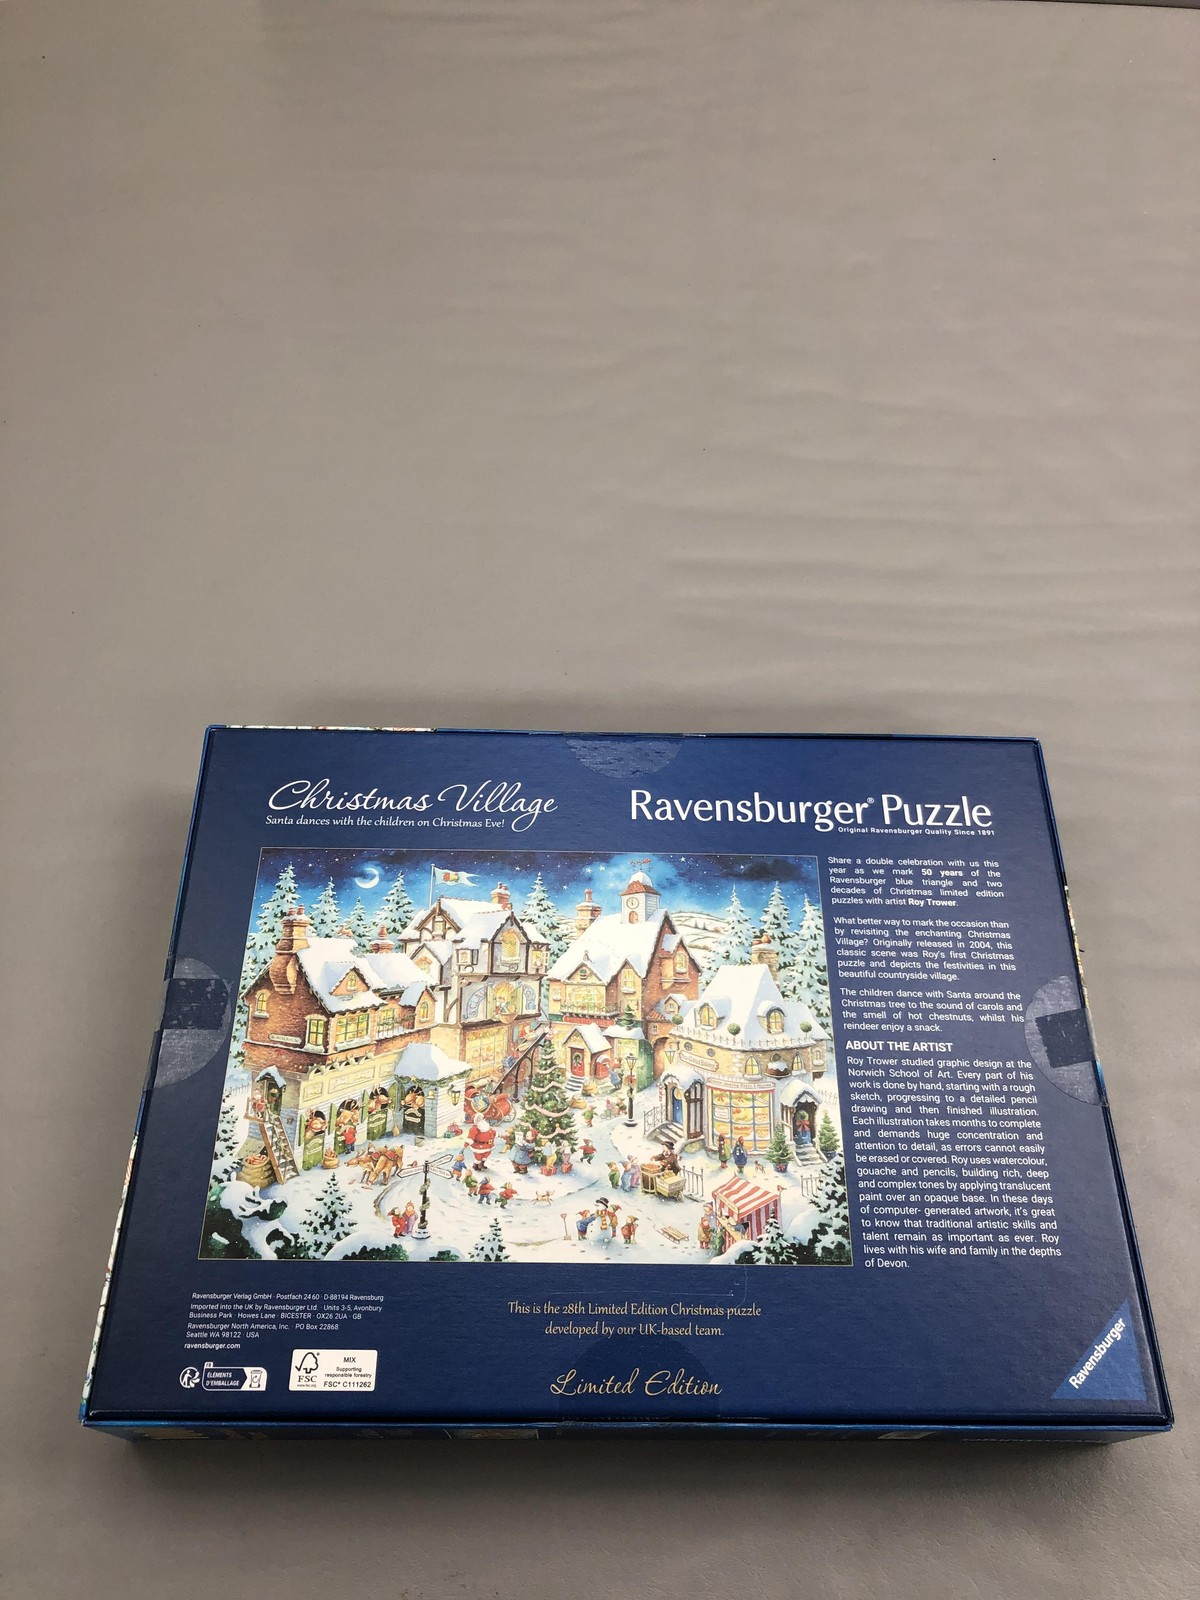 Christmas Village
Santa dances with the children on Christmas Eve!
Ravensburger® Puzzle
Original Ravensburger Quality Since 1891
Share a double celebration with us this
year as we mark 50 years of the
Ravensburger blue triangle and two
decades of Christmas limited edition
puzzles with artist Roy Trower.
What better way to mark the occasion than
by revisiting the enchanting Christmas
Village? Originally released in 2004, this
classic scene was Roy's first Christmas
puzzle and depicts the festivities in this
beautiful countryside village.
The children dance with Santa around the
Christmas tree to the sound of carols and
the smell of hot chestnuts, whilst his
reindeer enjoy a snack.
ABOUT THE ARTIST
Roy Trower studied graphic design at the
Norwich School of Art. Every part of his
work is done by hand, starting with a rough
sketch, progressing to a detailed pencil
drawing and then finished illustration.
Each illustration takes months to complete
and demands huge concentration and
attention to detail, as errors cannot easily
be erased or covered. Roy uses watercolour,
gouache and pencils, building rich, deep
and complex tones by applying translucent
paint over an opaque base. In these days
of computer- generated artwork, it's great
to know that traditional artistic skills and
talent remain as important as ever. Roy
lives with his wife and family in the depths
of Devon.
Ravensburger Verlag GmbH · Postfach 24 60 · D-88194 Ravensburg
Imported into the UK by Ravensburger Ltd. · Units 3-5, Avonbury
Business Park · Howes Lane · BICESTER · OX26 2UA · GB
Ravensburger North America, Inc. · PO Box 22868
Seattle WA 98122 · USA
ravensburger.com
FR
ÉLÉMENTS
D'EMBALLAGE
FSC
www.fsc.org
MIX
Supporting
responsible forestry
FSC® C111262
This is the 28th Limited Edition Christmas puzzle
developed by our UK-based team.
Limited Edition
Ravensburger